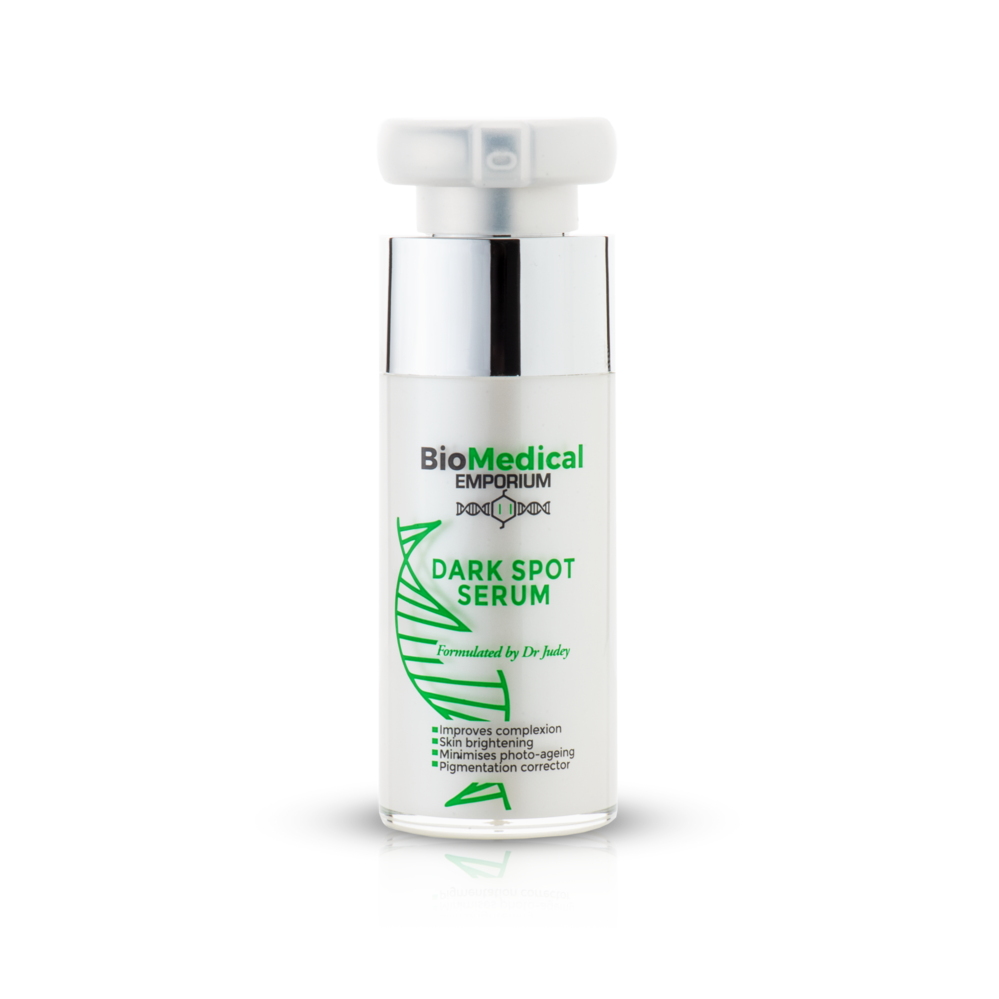 BioMedical
EMPORIUM
DARK SPOT
SERUM
Formulated by Dr Judey
Improves complexion
Skin brightening
Minimises photo-ageing
Pigmentation corrector